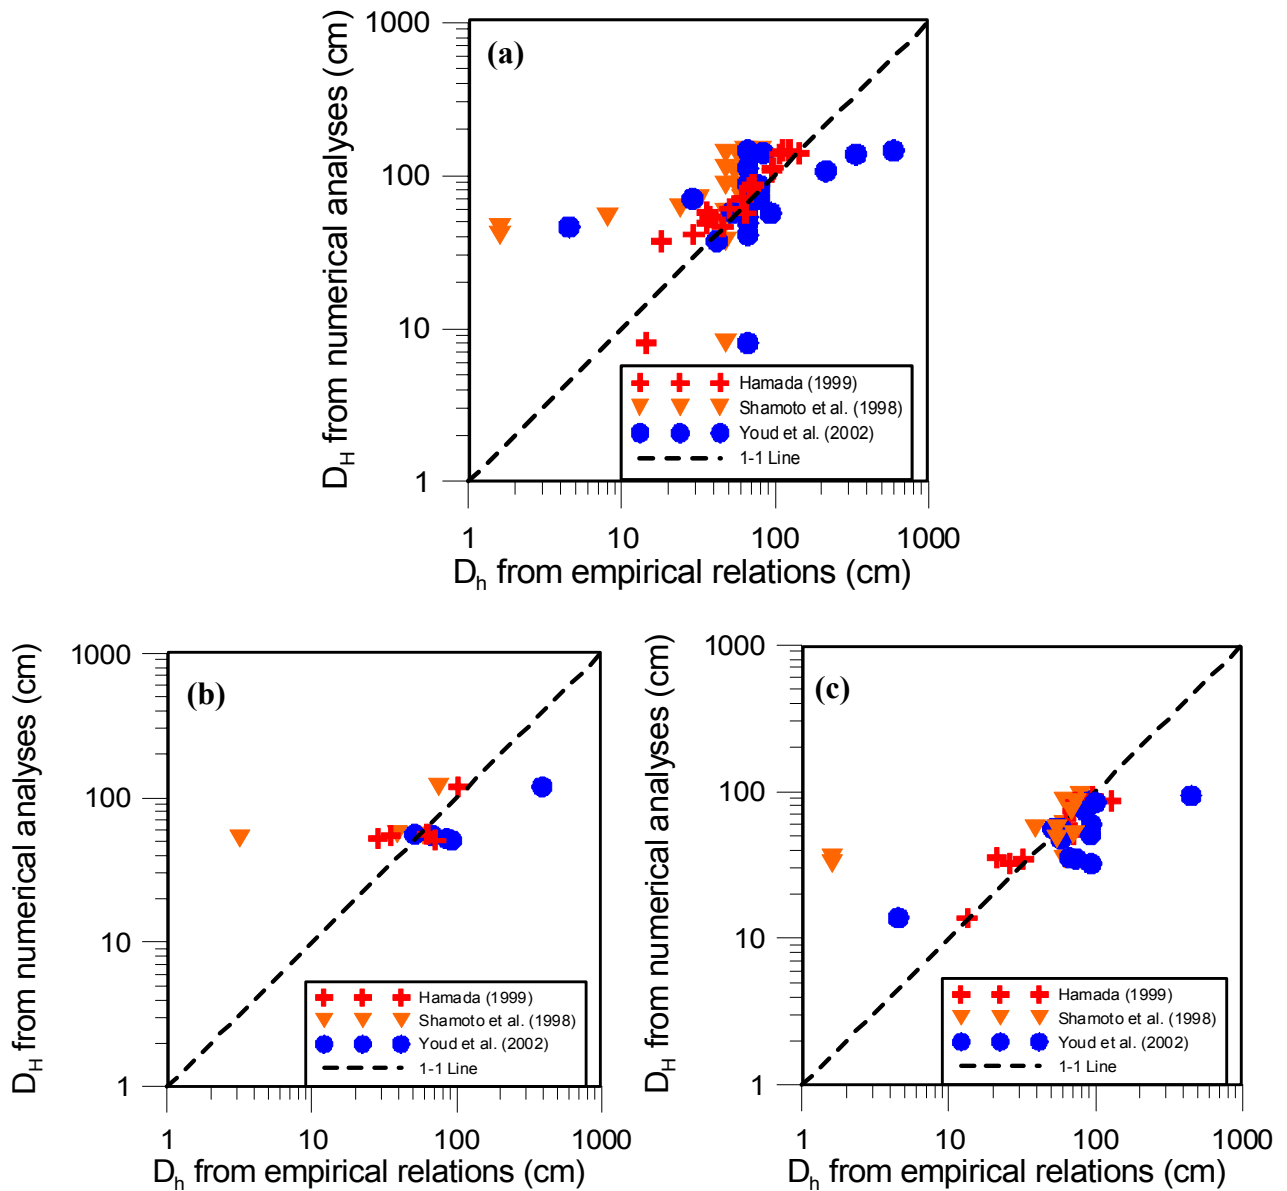 (a)
D_H from numerical analyses (cm)
1000
100
10
1
Hamada (1999)
Shamoto et al. (1998)
Youd et al. (2002)
1-1 Line
1 10 100 1000
D_h from empirical relations (cm)
(b)
D_H from numerical analyses (cm)
1000
100
10
1
Hamada (1999)
Shamoto et al. (1998)
Youd et al. (2002)
1-1 Line
1 10 100 1000
D_h from empirical relations (cm)
(c)
D_H from numerical analyses (cm)
1000
100
10
1
Hamada (1999)
Shamoto et al. (1998)
Youd et al. (2002)
1-1 Line
1 10 100 1000
D_h from empirical relations (cm)